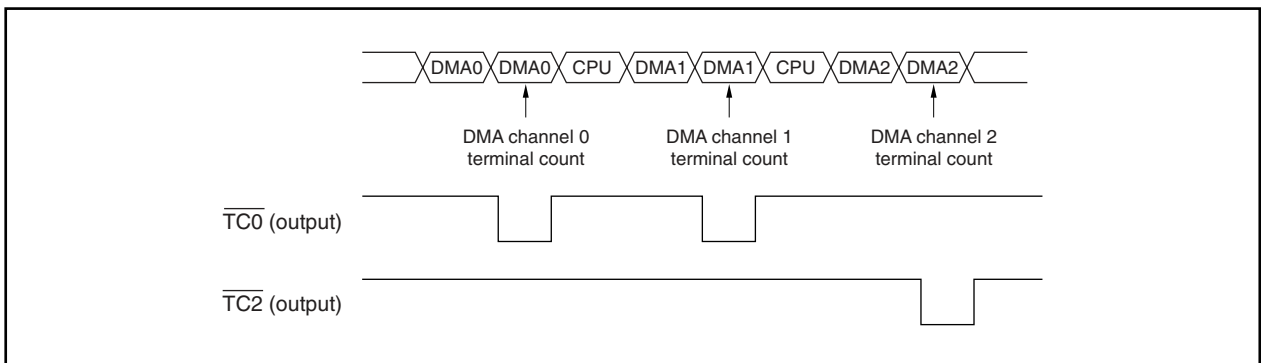 DMA0 DMA0 CPU DMA1 DMA1 CPU DMA2 DMA2
DMA channel 0
terminal count
DMA channel 1
terminal count
DMA channel 2
terminal count
TC0 (output)
TC2 (output)